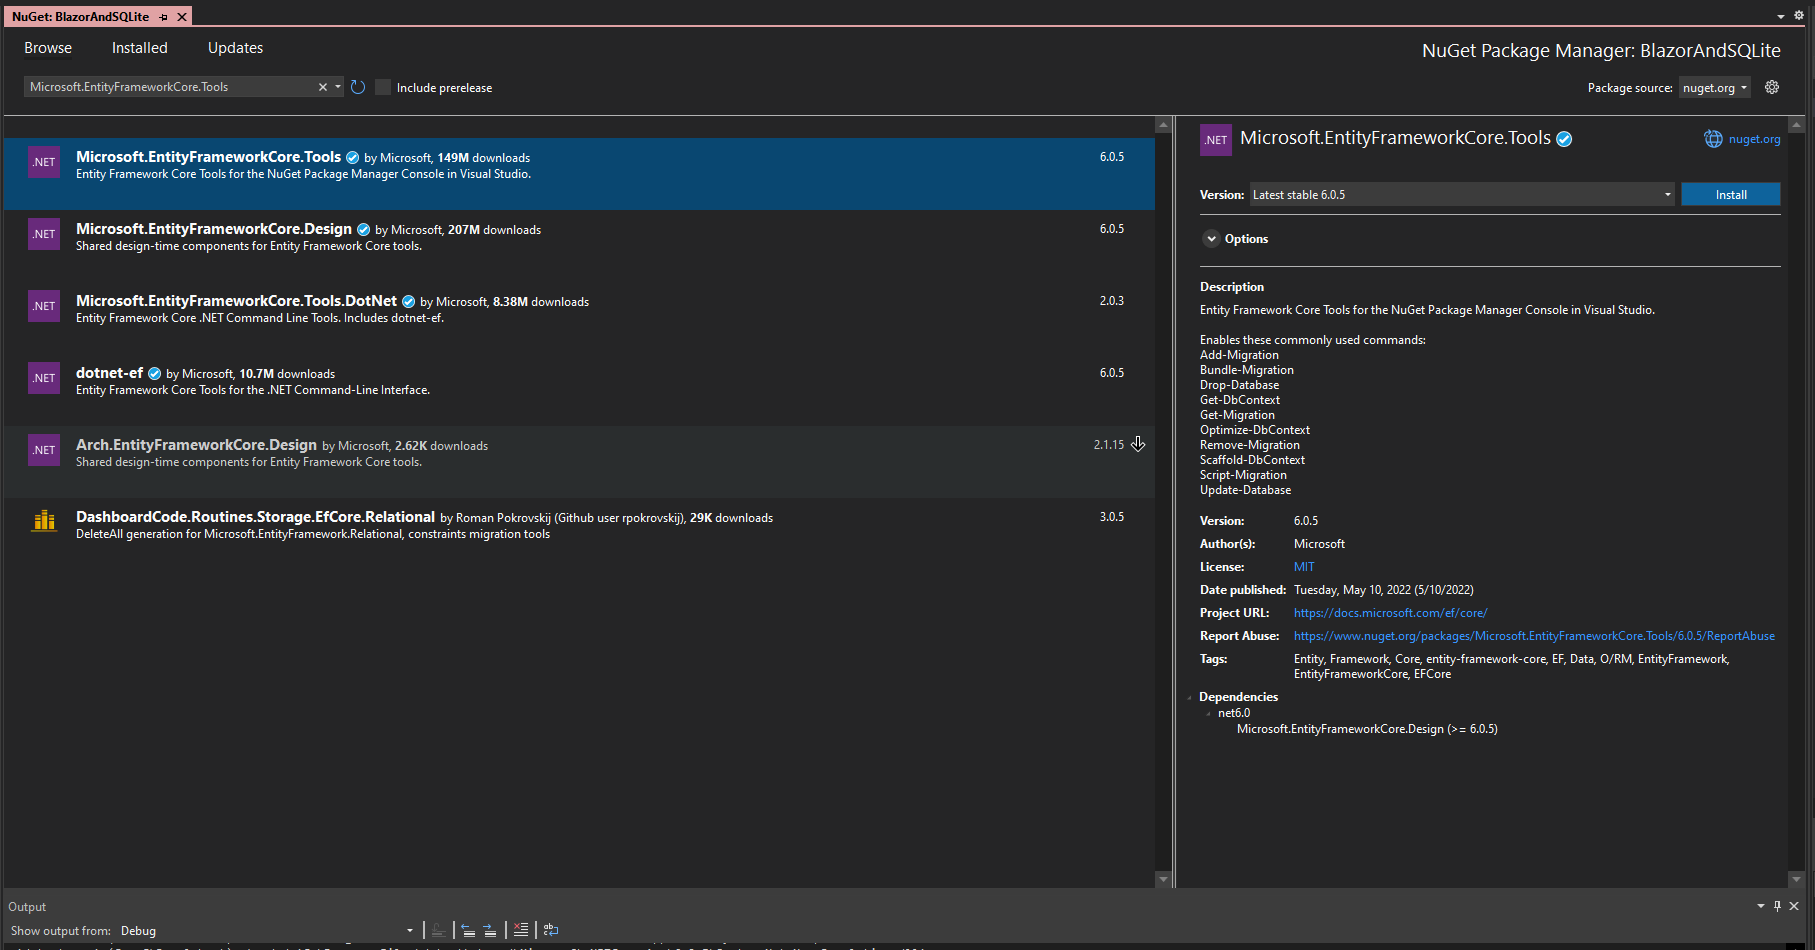 NuGet: BlazorAndSQLite
Browse Installed Updates
NuGet Package Manager: BlazorAndSQLite
Microsoft.EntityFrameworkCore.Tools
Include prerelease
Package source: nuget.org
.NET
Microsoft.EntityFrameworkCore.Tools by Microsoft, 149M downloads 6.0.5
Entity Framework Core Tools for the NuGet Package Manager Console in Visual Studio.
.NET
Microsoft.EntityFrameworkCore.Design by Microsoft, 207M downloads 6.0.5
Shared design-time components for Entity Framework Core tools.
.NET
Microsoft.EntityFrameworkCore.Tools.DotNet by Microsoft, 8.38M downloads 2.0.3
Entity Framework Core .NET Command Line Tools. Includes dotnet-ef.
.NET
dotnet-ef by Microsoft, 10.7M downloads 6.0.5
Entity Framework Core Tools for the .NET Command-Line Interface.
.NET
Arch.EntityFrameworkCore.Design by Microsoft, 2.62K downloads 2.1.15
Shared design-time components for Entity Framework Core tools.
DashboardCode.Routines.Storage.EfCore.Relational by Roman Pokrovskij (Github user rpokrovskij), 29K downloads 3.0.5
DeleteAll generation for Microsoft.EntityFramework.Relational, constraints migration tools
.NET
Microsoft.EntityFrameworkCore.Tools nuget.org
Version: Latest stable 6.0.5 Install
Options
Description
Entity Framework Core Tools for the NuGet Package Manager Console in Visual Studio.
Enables these commonly used commands:
Add-Migration
Bundle-Migration
Drop-Database
Get-DbContext
Get-Migration
Optimize-DbContext
Remove-Migration
Scaffold-DbContext
Script-Migration
Update-Database
Version: 6.0.5
Author(s): Microsoft
License: MIT
Date published: Tuesday, May 10, 2022 (5/10/2022)
Project URL: https://docs.microsoft.com/ef/core/
Report Abuse: https://www.nuget.org/packages/Microsoft.EntityFrameworkCore.Tools/6.0.5/ReportAbuse
Tags: Entity, Framework, Core, entity-framework-core, EF, Data, O/RM, EntityFramework,
EntityFrameworkCore, EFCore
Dependencies
net6.0
Microsoft.EntityFrameworkCore.Design (>= 6.0.5)
Output
Show output from: Debug